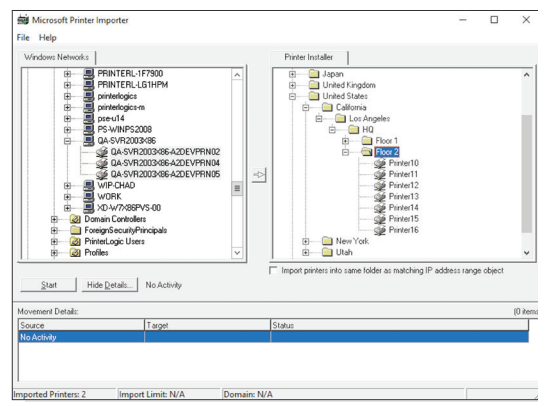 Microsoft Printer Importer
File Help
Windows Networks
PRINTERL-1F7900
PRINTERL-LG1HPM
printerlogics
printerlogics-m
pse-u14
PS-WINPS2008
QA-SVR2003X86
QA-SVR2003X86-A2DEVPRN02
QA-SVR2003X86-A2DEVPRN04
QA-SVR2003X86-A2DEVPRN05
WIP-CHAD
WORK
XD-W7X86PVS-00
Domain Controllers
ForeignSecurityPrincipals
PrinterLogic Users
Profiles
Printer Installer
Japan
United Kingdom
United States
California
Los Angeles
HQ
Floor 1
Floor 2
Printer10
Printer11
Printer12
Printer13
Printer14
Printer15
Printer16
New York
Utah
Import printers into same folder as matching IP address range object
Start Hide Details... No Activity
Movement Details: (0 items
Source Target Status
No Activity
Imported Printers: 2 Import Limit: N/A Domain: N/A